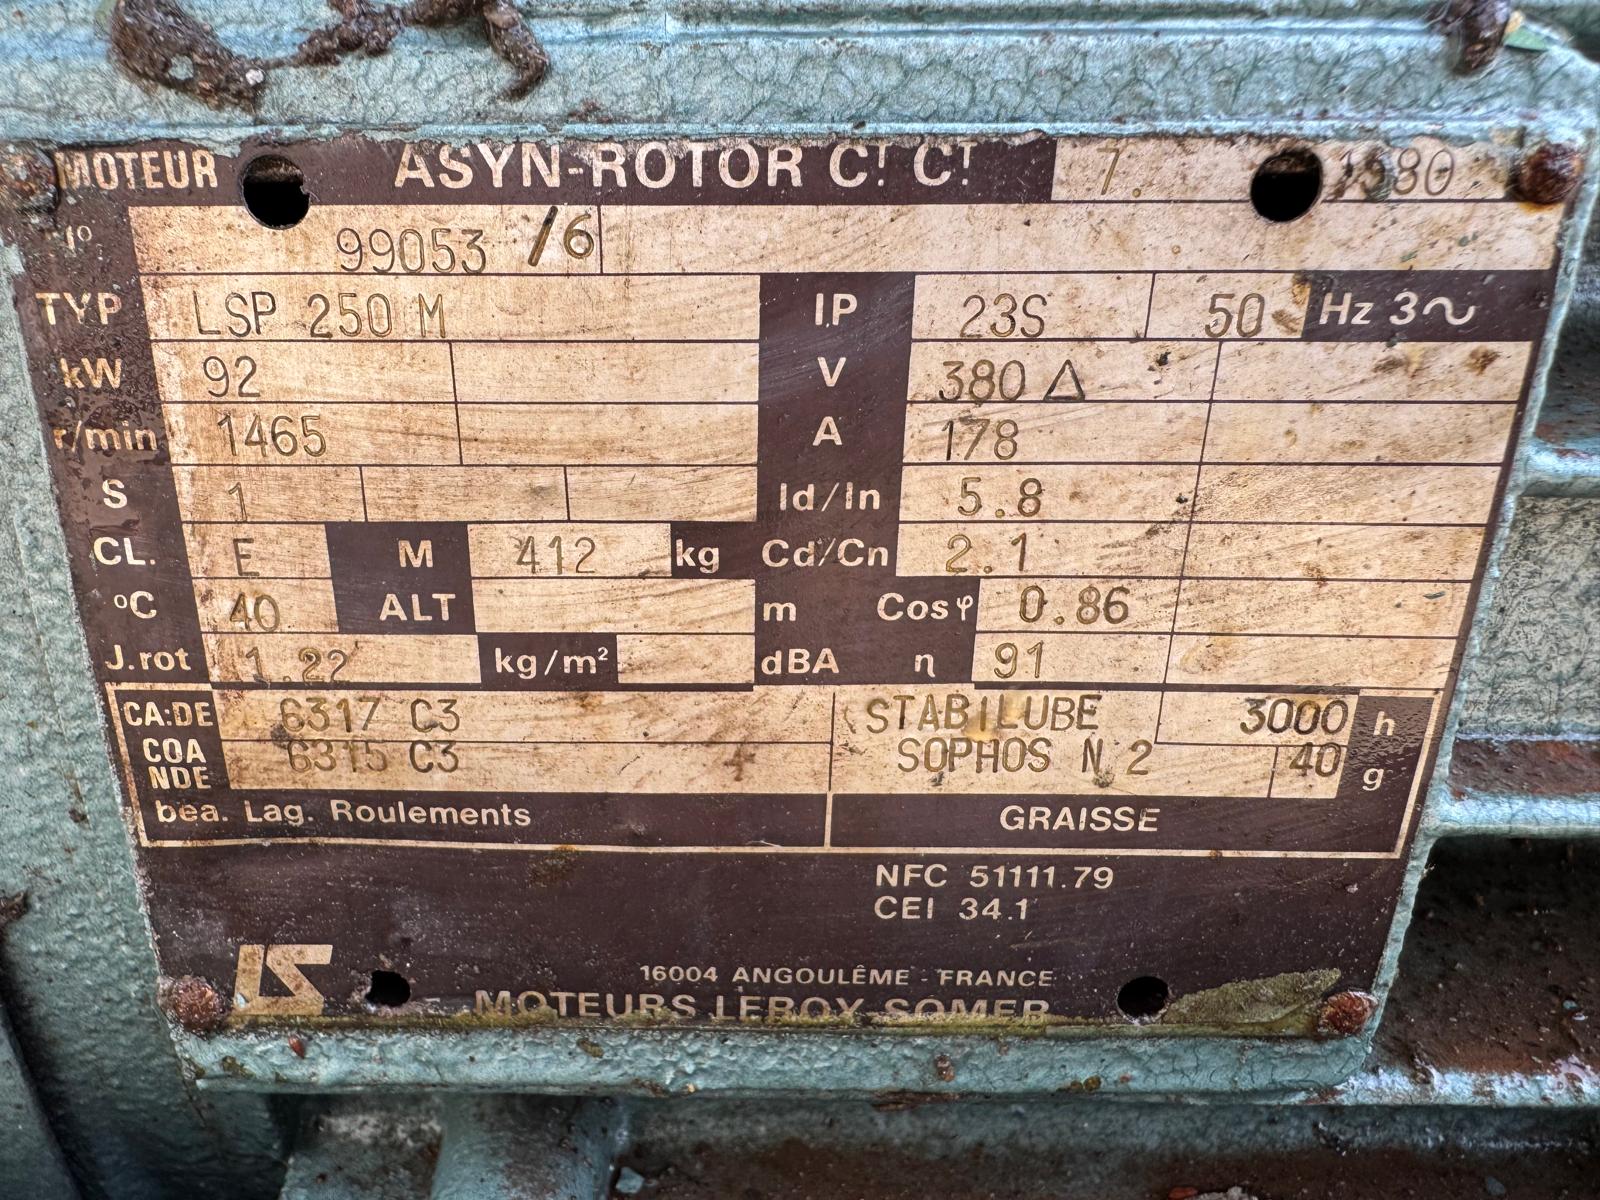 MOTEUR ASYN-ROTOR Cᵗ. Cᵗ. 7. 1980
N° 99053 /6
TYP LSP 250 M I.P 23S 50 Hz 3∿
kW 92 V 380 Δ
r/min 1465 A 178
S 1 Id/In 5.8
CL. E M 412 kg Cd/Cn 2.1
°C 40 ALT m Cos φ 0.86
J.rot 1.22 kg/m² dBA η 91
CA:DE 6317 C3 STABILUBE 3000 h
COA NDE 6315 C3 4 SOPHOS N 2 40 g
bea. Lag. Roulements GRAISSE
NFC 51111.79
CEI 34.1
LS
16004 ANGOULÊME - FRANCE
MOTEURS LEROY-SOMER